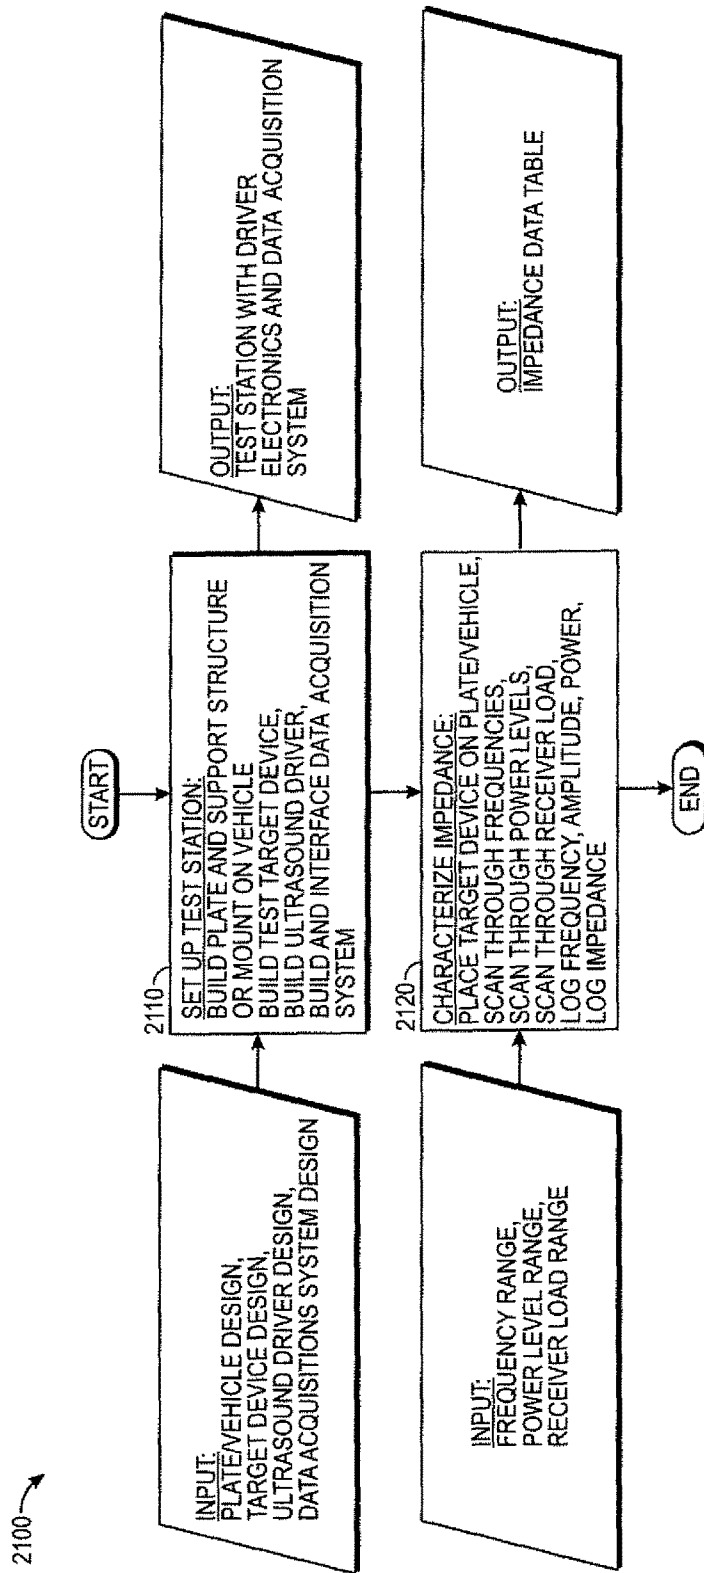 2100
START
INPUT:
PLATE/VEHICLE DESIGN,
TARGET DEVICE DESIGN,
ULTRASOUND DRIVER DESIGN,
DATA ACQUISITIONS SYSTEM DESIGN
2110
SET UP TEST STATION:
BUILD PLATE AND SUPPORT STRUCTURE
OR MOUNT ON VEHICLE
BUILD TEST TARGET DEVICE,
BUILD ULTRASOUND DRIVER,
BUILD AND INTERFACE DATA ACQUISITION
SYSTEM
OUTPUT:
TEST STATION WITH DRIVER
ELECTRONICS AND DATA ACQUISITION
SYSTEM
INPUT:
FREQUENCY RANGE,
POWER LEVEL RANGE,
RECEIVER LOAD RANGE
2120
CHARACTERIZE IMPEDANCE:
PLACE TARGET DEVICE ON PLATE/VEHICLE,
SCAN THROUGH FREQUENCIES,
SCAN THROUGH POWER LEVELS,
SCAN THROUGH RECEIVER LOAD,
LOG FREQUENCY, AMPLITUDE, POWER,
LOG IMPEDANCE
OUTPUT:
IMPEDANCE DATA TABLE
END